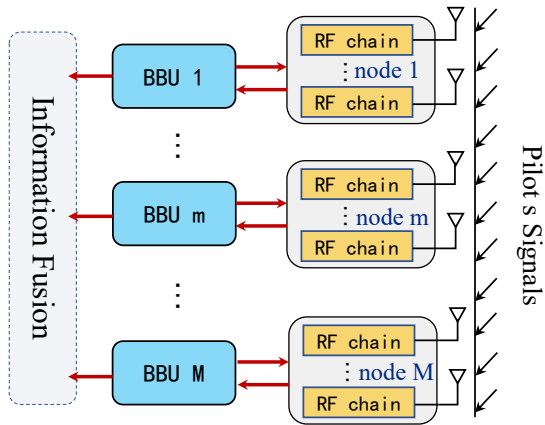 Information Fusion
BBU 1
RF chain
⋮ node 1
RF chain
⋮
BBU m
RF chain
⋮ node m
RF chain
⋮
BBU M
RF chain
⋮ node M
RF chain
Pilot s Signals